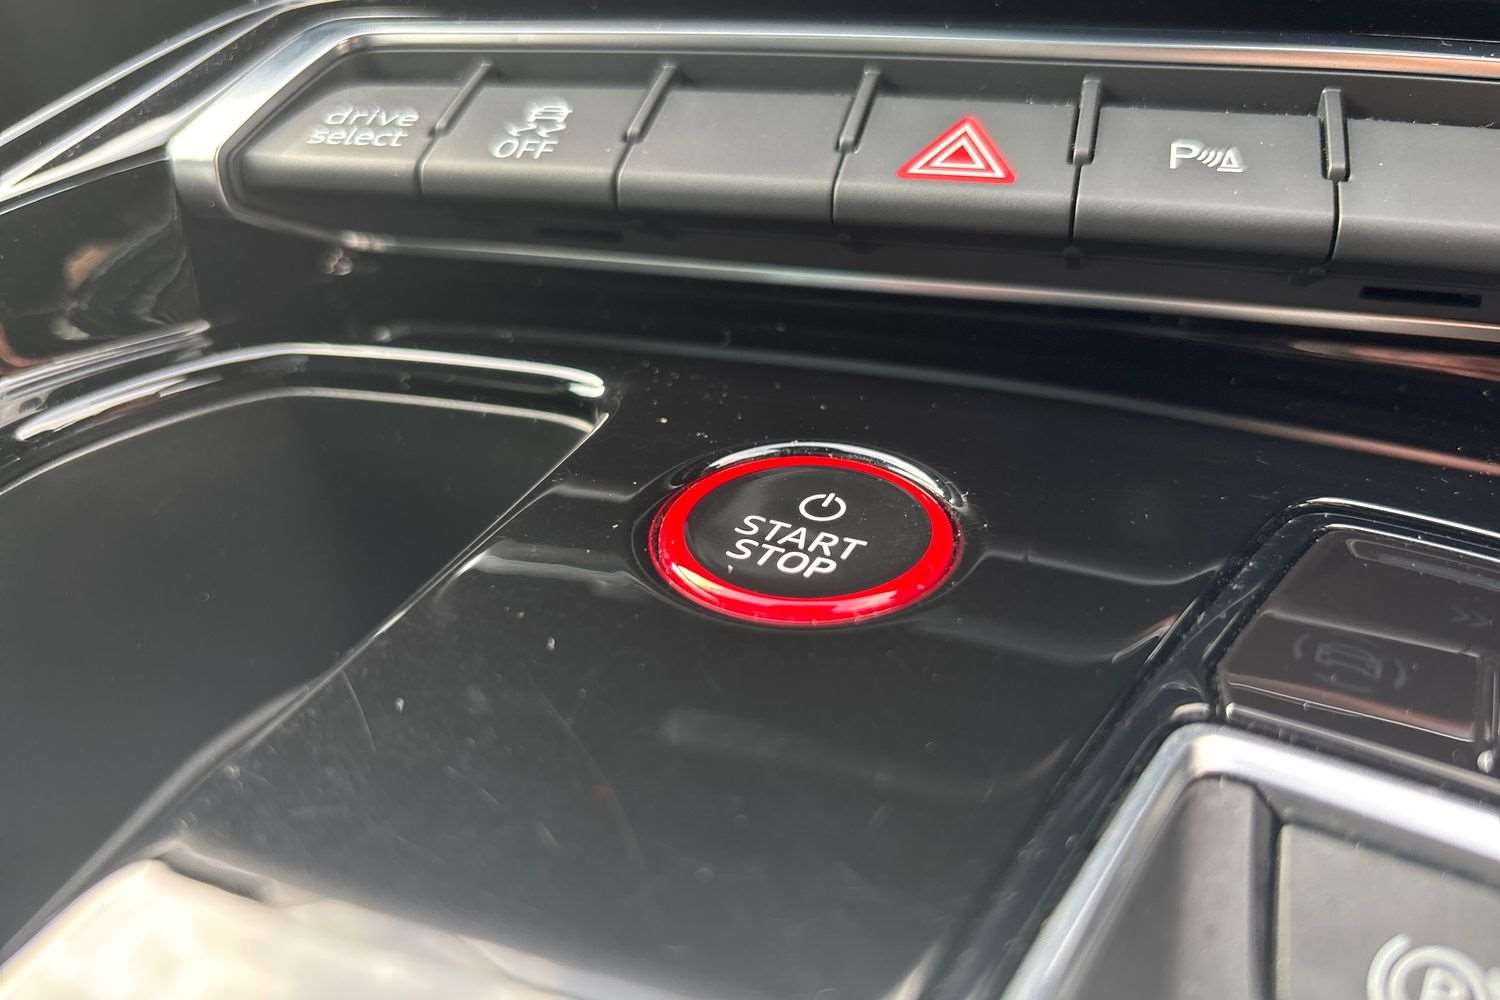 drive
select
OFF
P
START
STOP